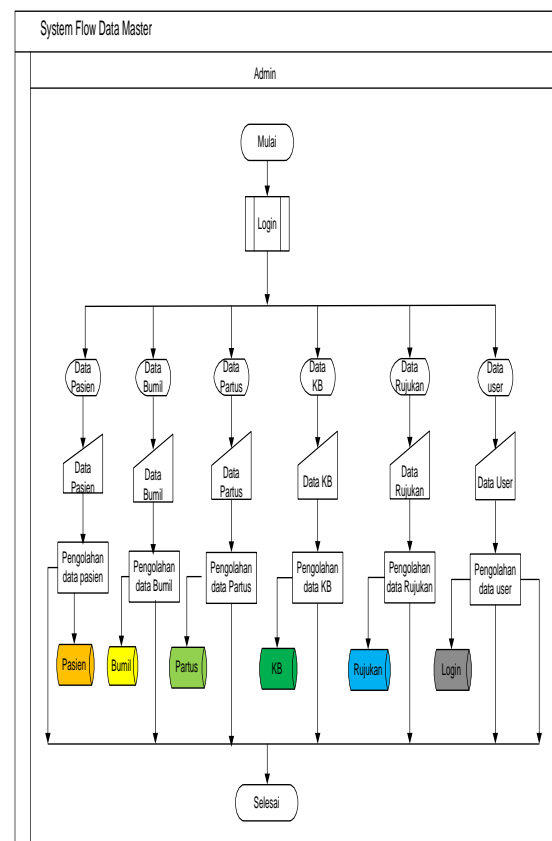 System Flow Data Master
Admin
Mulai
Login
Data
Pasien
Data
Bumil
Data
Partus
Data
KB
Data
Rujukan
Data
user
Data
Pasien
Data
Bumil
Data
Partus
Data KB
Data
Rujukan
Data User
Pengolahan
data pasien
Pengolahan
data Bumil
Pengolahan
data Partus
Pengolahan
data KB
Pengolahan
data Rujukan
Pengolahan
data user
Pasien
Bumil
Partus
KB
Rujukan
Login
Selesai